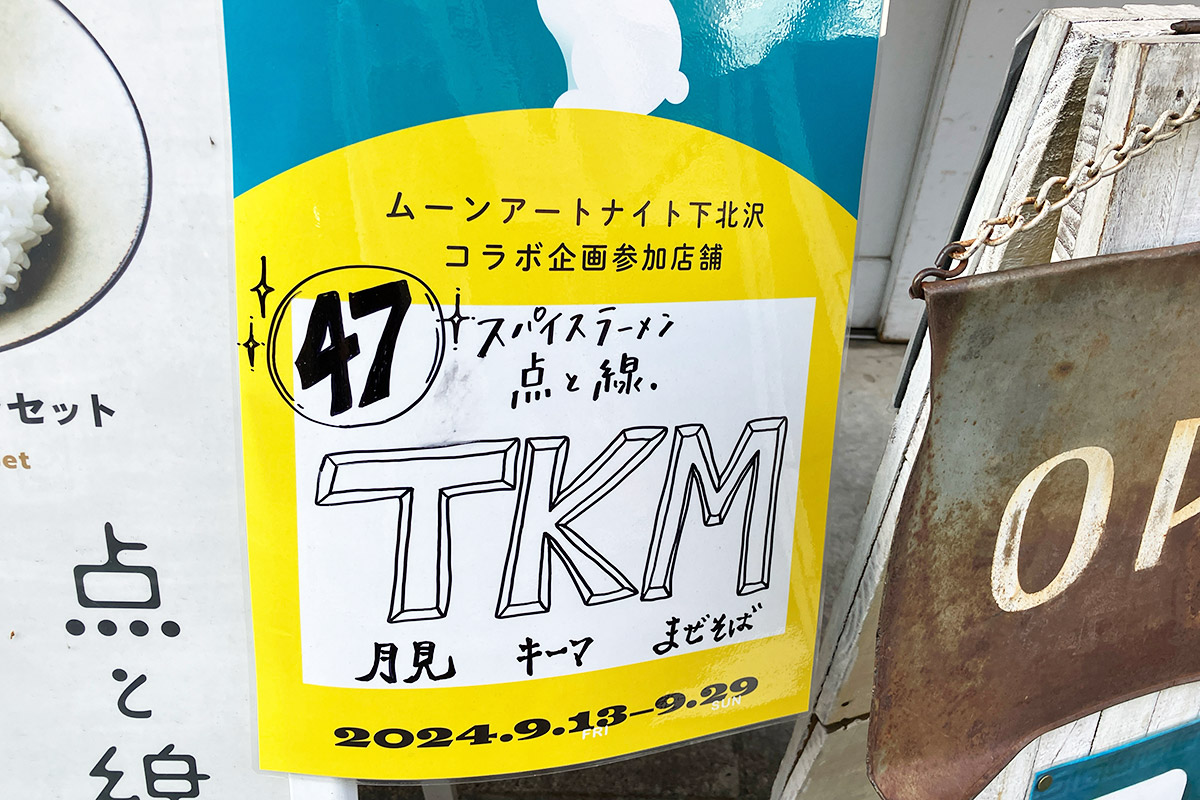 ムーンアートナイト下北沢
コラボ企画参加店舗
47
スパイスラーメン
点と線.
TKM
月見 キーマ まぜそば
2024.9.13–9.29
FRI SUN
セット
et
点と線
OP